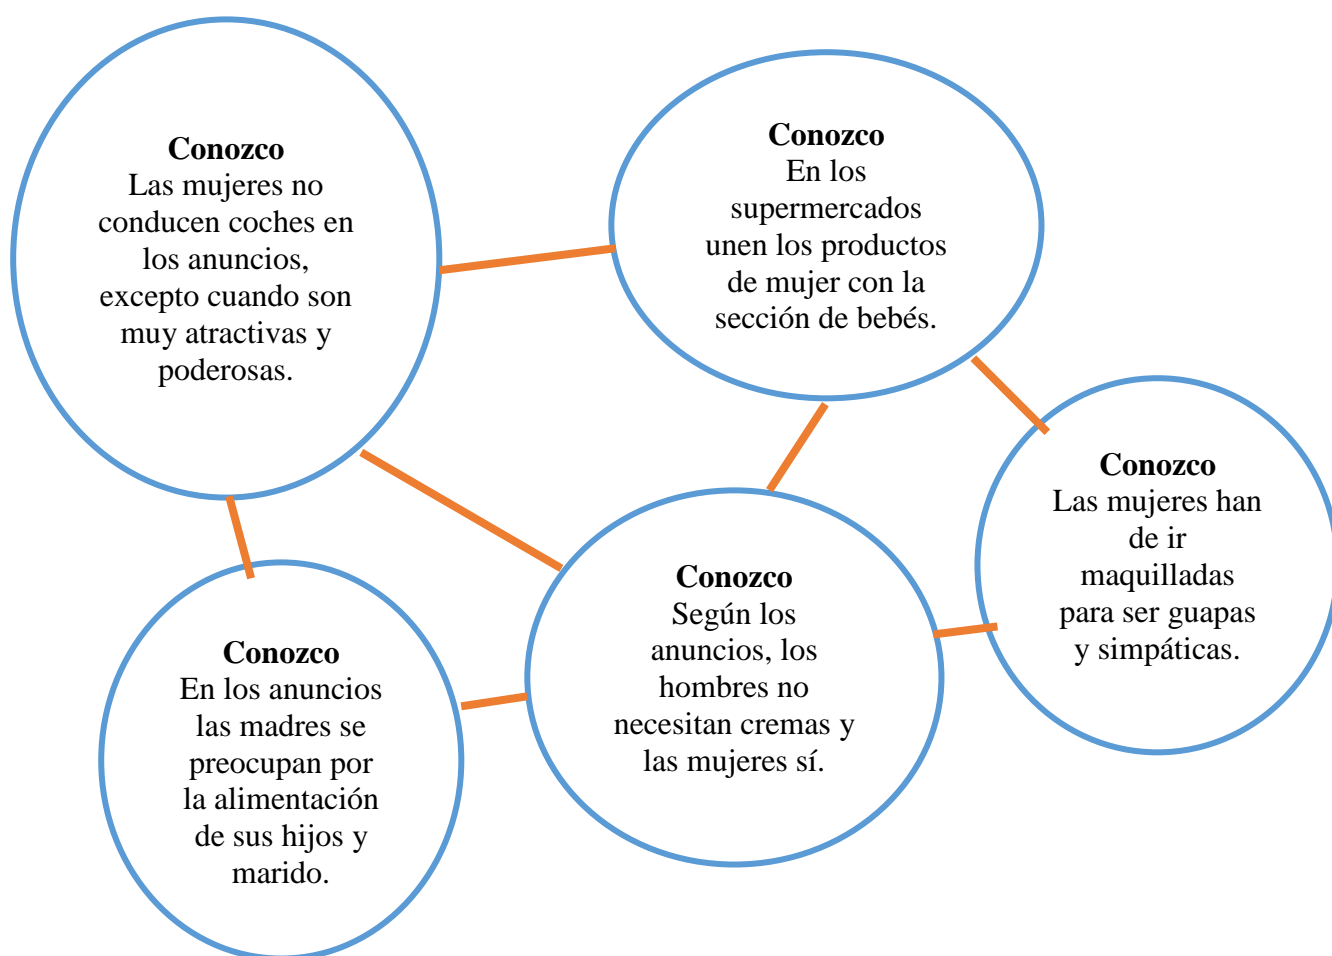 Conozco
Las mujeres no
conducen coches en
los anuncios,
excepto cuando son
muy atractivas y
poderosas.
Conozco
En los
supermercados
unen los productos
de mujer con la
sección de bebés.
Conozco
Las mujeres han
de ir
maquilladas
para ser guapas
y simpáticas.
Conozco
Según los
anuncios, los
hombres no
necesitan cremas y
las mujeres sí.
Conozco
En los anuncios
las madres se
preocupan por
la alimentación
de sus hijos y
marido.